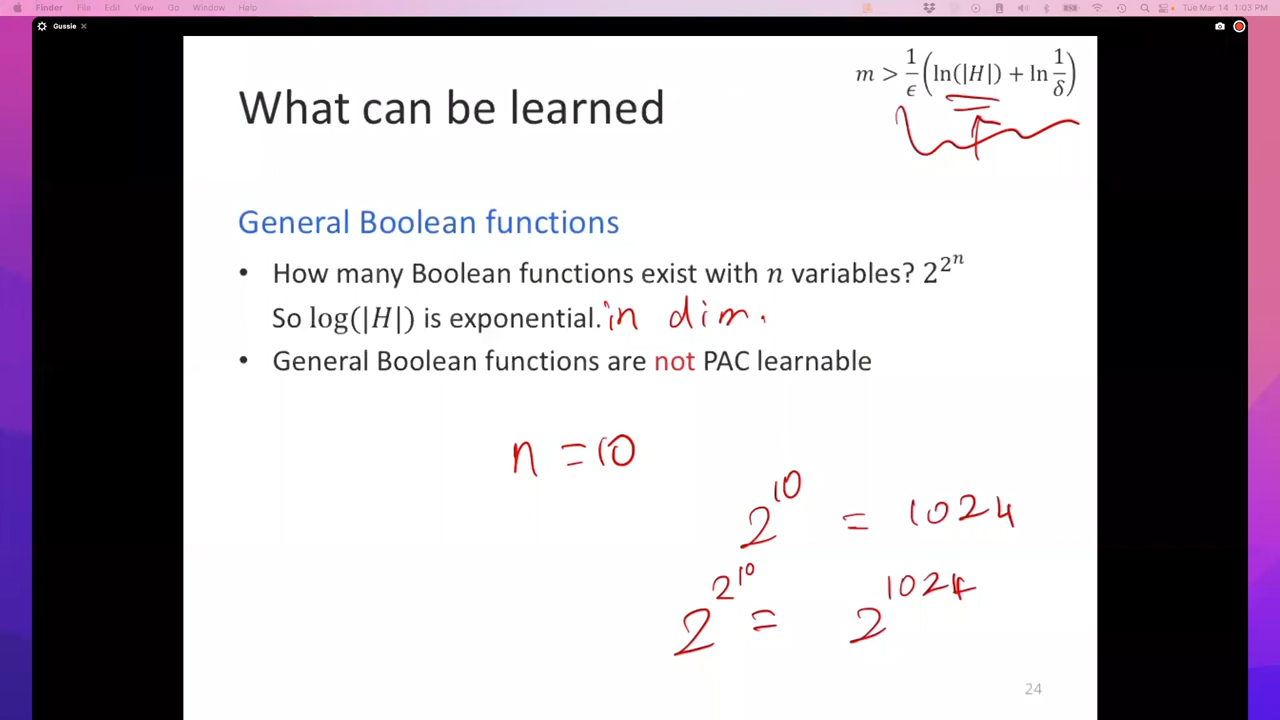 Finder File Edit View Go Window Help Tue Mar 14 1:03 PM
Gussie ×
m > 1/ϵ (ln(|H|) + ln 1/δ)
What can be learned
General Boolean functions
• How many Boolean functions exist with n variables? 2^{2^n}
So log(|H|) is exponential. in dim.
• General Boolean functions are not PAC learnable
n = 10
2^{10} = 1024
2^{2^{10}} = 2^{1024}
24